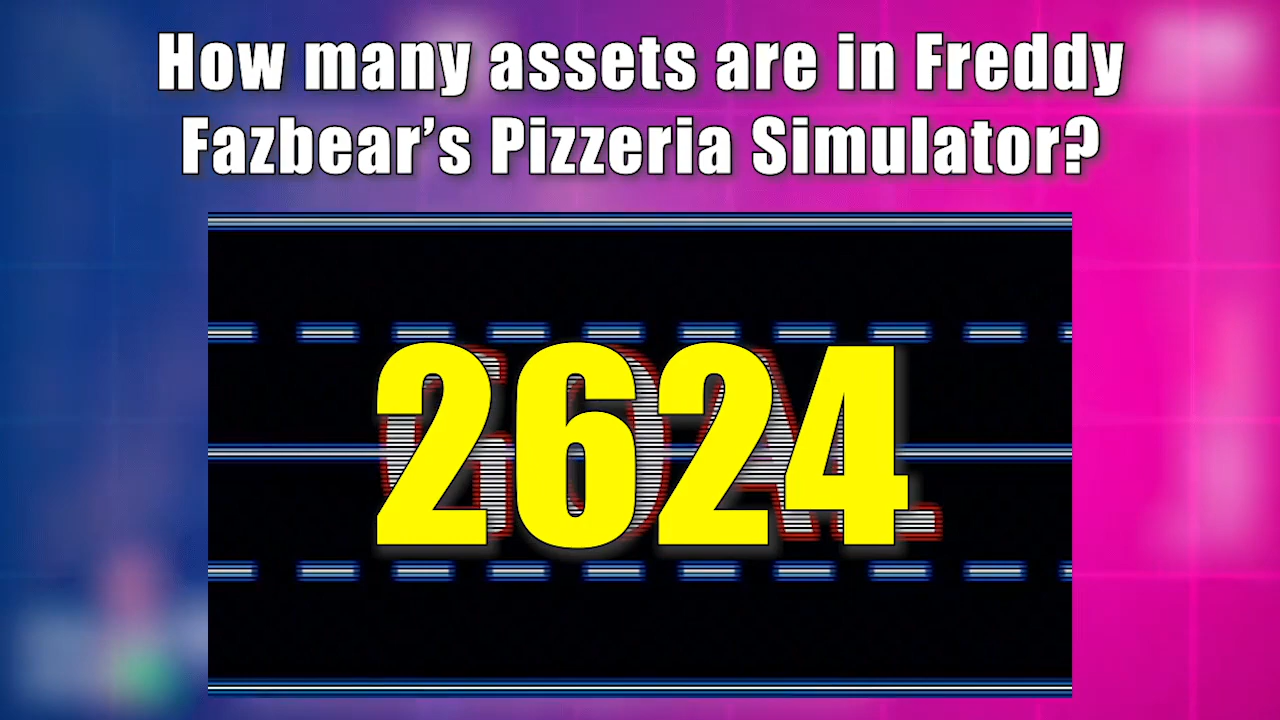 How many assets are in Freddy
Fazbear’s Pizzeria Simulator?
2624